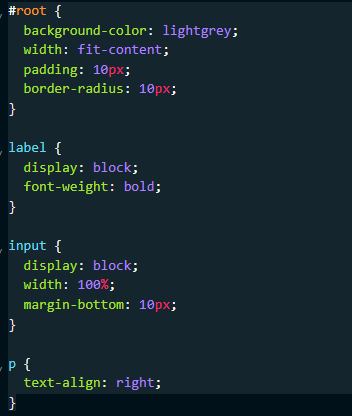 #root {
  background-color: lightgrey;
  width: fit-content;
  padding: 10px;
  border-radius: 10px;
}

label {
  display: block;
  font-weight: bold;
}

input {
  display: block;
  width: 100%;
  margin-bottom: 10px;
}

p {
  text-align: right;
}